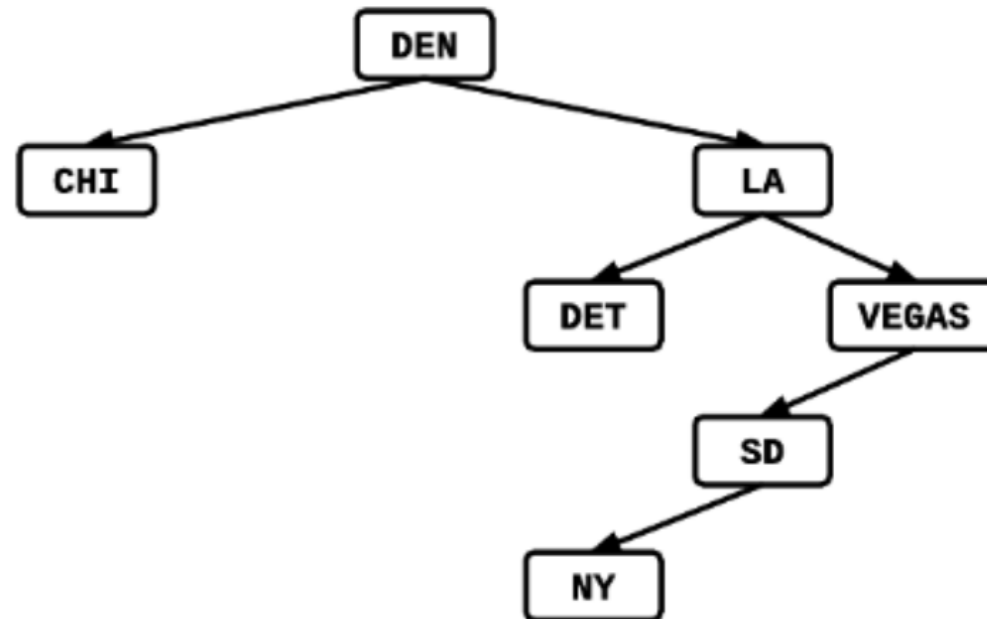 DEN
CHI
LA
DET
VEGAS
SD
NY